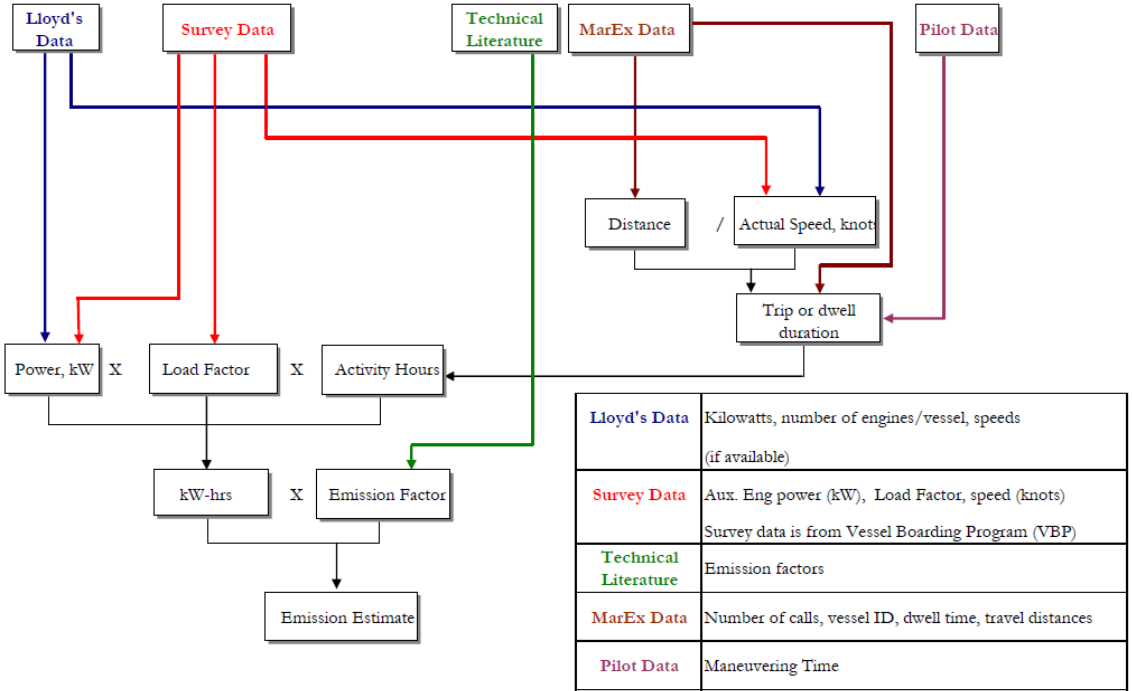 Lloyd's
Data
Survey Data
Technical
Literature
MarEx Data
Pilot Data
Distance
/
Actual Speed, knots
Trip or dwell
duration
Power, kW
X
Load Factor
X
Activity Hours
kW-hrs
X
Emission Factor
Emission Estimate
Lloyd's Data
Kilowatts, number of engines/vessel, speeds
(if available)
Survey Data
Aux. Eng power (kW), Load Factor, speed (knots)
Survey data is from Vessel Boarding Program (VBP)
Technical
Literature
Emission factors
MarEx Data
Number of calls, vessel ID, dwell time, travel distances
Pilot Data
Maneuvering Time